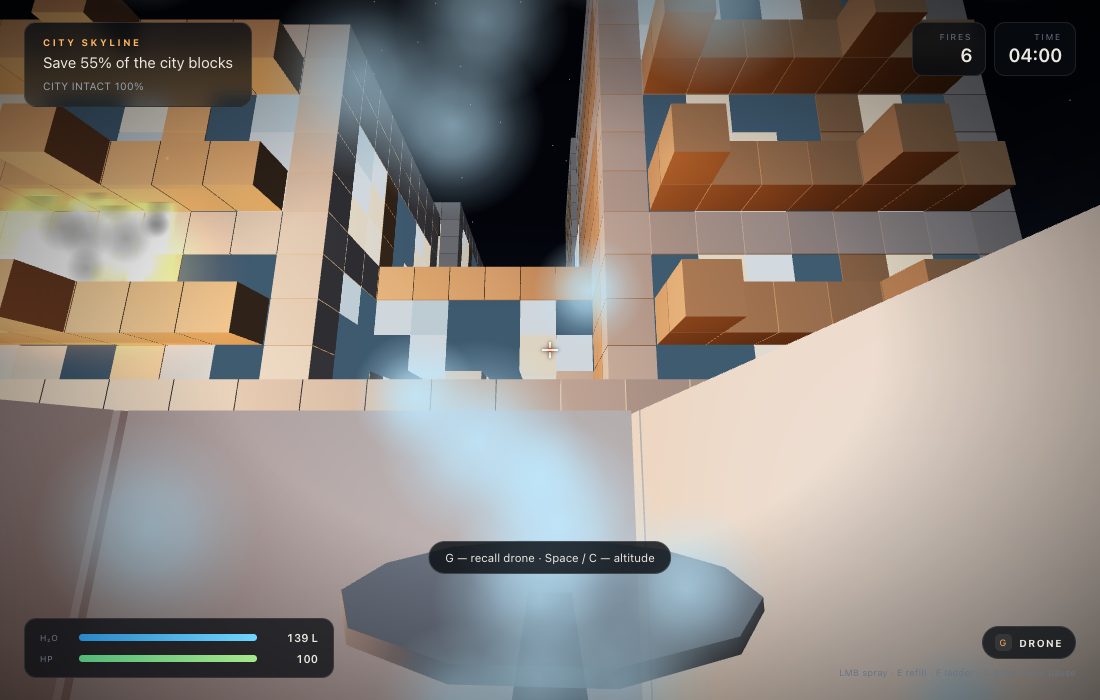 CITY SKYLINE
Save 55% of the city blocks
CITY INTACT 100%
FIRES
6
TIME
04:00
G — recall drone · Space / C — altitude
H₂O
139 L
HP
100
G DRONE
LMB spray · E refill ·